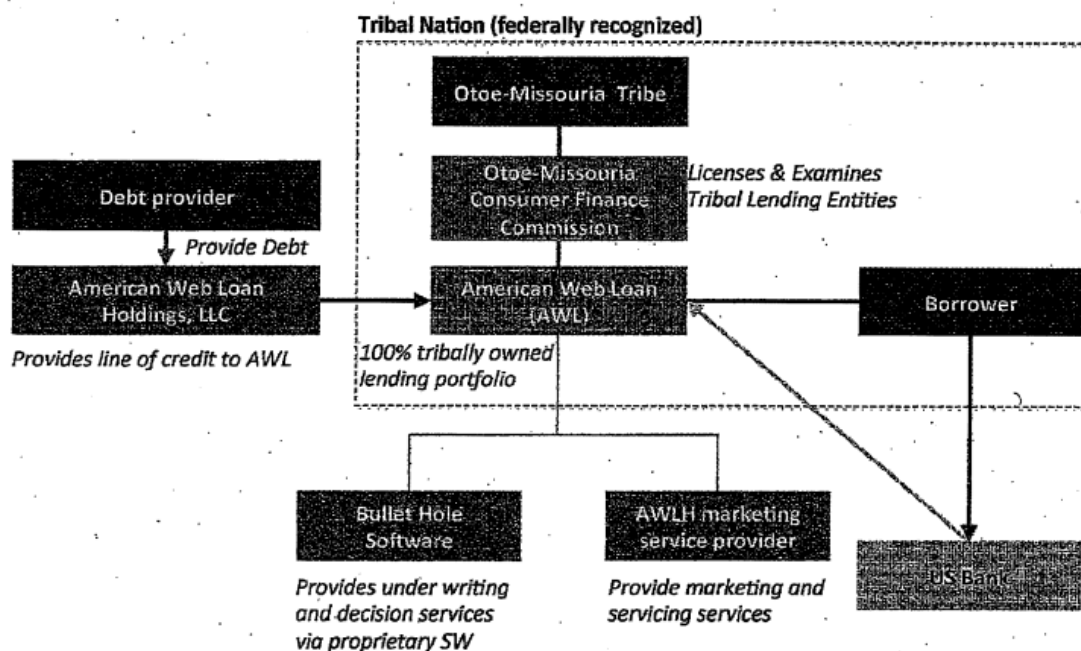 Tribal Nation (federally recognized)
Otoe-Missouria Tribe
Otoe-Missouria
Consumer Finance
Commission
Licenses & Examines
Tribal Lending Entities
Debt provider
Provide Debt
American Web Loan
Holdings, LLC
Provides line of credit to AWL
American Web Loan
(AWL)
100% tribally owned
lending portfolio
Borrower
Bullet Hole
Software
Provides under writing
and decision services
via proprietary SW
AWLH marketing
service provider
Provide marketing and
servicing services
US Bank